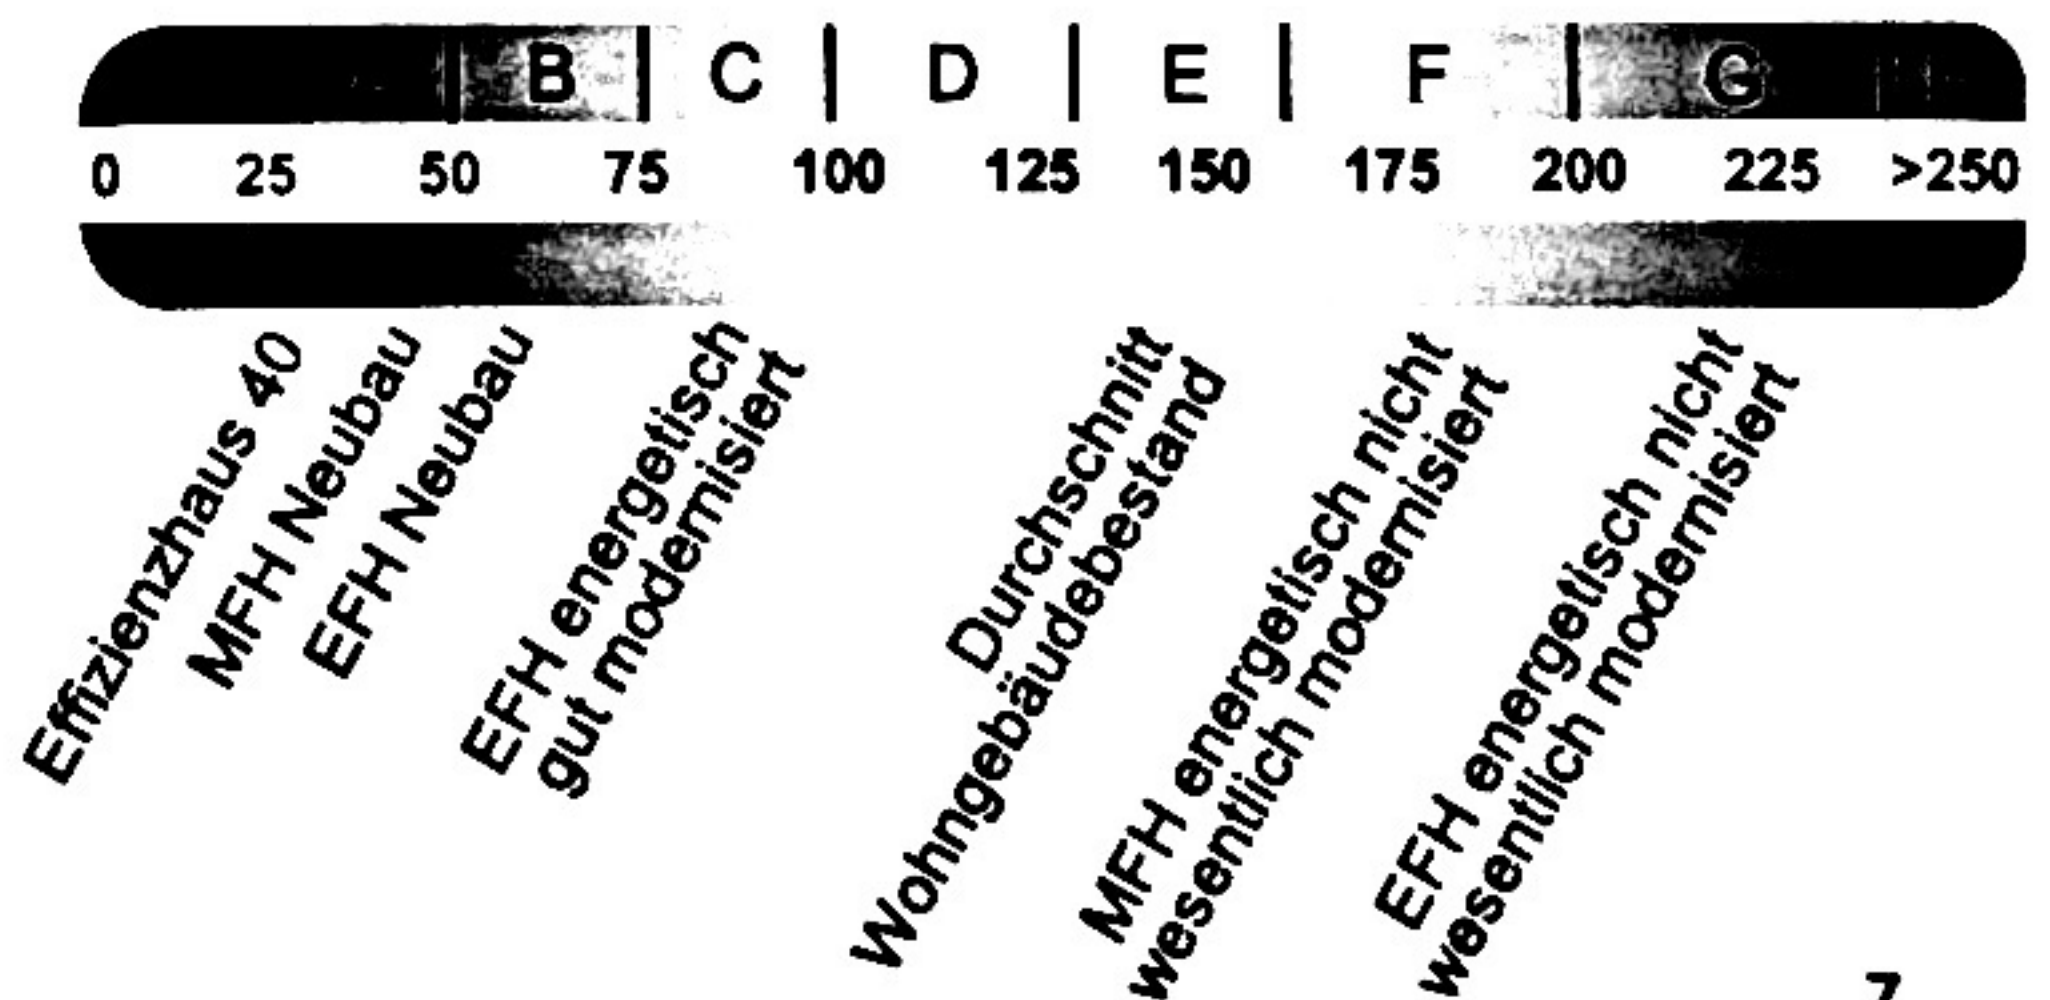 B C D E F G
0 25 50 75 100 125 150 175 200 225 >250
Effizienzhaus 40
MFH Neubau
EFH Neubau
EFH energetisch
gut modernisiert
Durchschnitt
Wohngebäudebestand
MFH energetisch nicht
wesentlich modernisiert
EFH energetisch nicht
wesentlich modernisiert